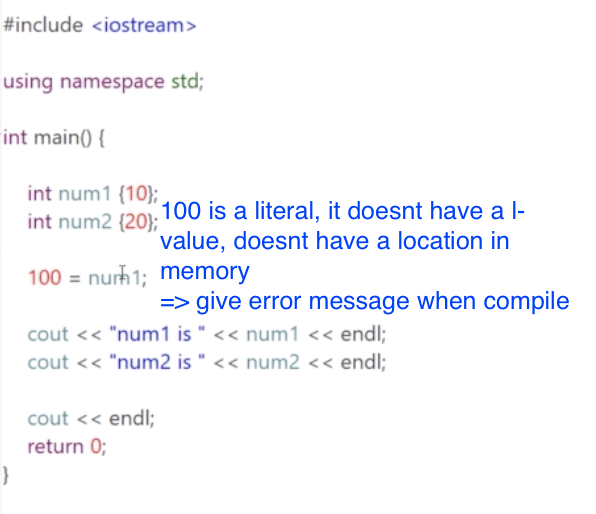 #include <iostream>
using namespace std;
int main() {
int num1 {10};
int num2 {20};
100 is a literal, it doesnt have a l-
value, doesnt have a location in
memory
=> give error message when compile
100 = num1;
cout << "num1 is " << num1 << endl;
cout << "num2 is " << num2 << endl;
cout << endl;
return 0;
}